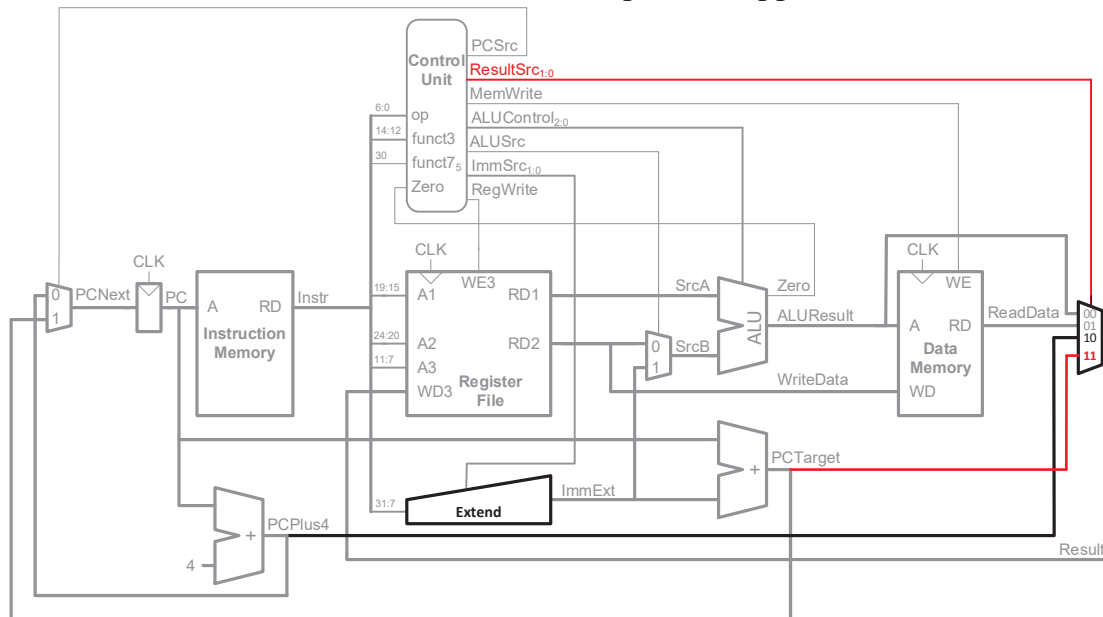 PCSrc
Control
Unit
ResultSrc1:0
MemWrite
6:0
op
ALUControl2:0
14:12
funct3
ALUSrc
30
funct75
ImmSrc1:0
Zero
RegWrite
CLK
CLK
CLK
0
PCNext
PC
1
A
RD
Instruction
Memory
Instr
19:15
A1
WE3
RD1
24:20
A2
RD2
11:7
A3
WD3
Register
File
SrcA
0
1
SrcB
ALU
Zero
ALUResult
WE
A
RD
Data
Memory
WD
ReadData
WriteData
00
01
10
11
PCTarget
+
31:7
Extend
ImmExt
PCPlus4
+
4
Result